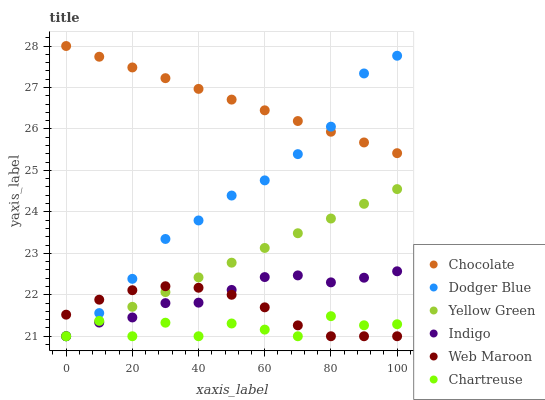 title
28
27
26
25
24
23
22
21
0
20
40
60
80
100
xaxis_label
yaxis_label
Chocolate
Dodger Blue
Yellow Green
Indigo
Web Maroon
Chartreuse